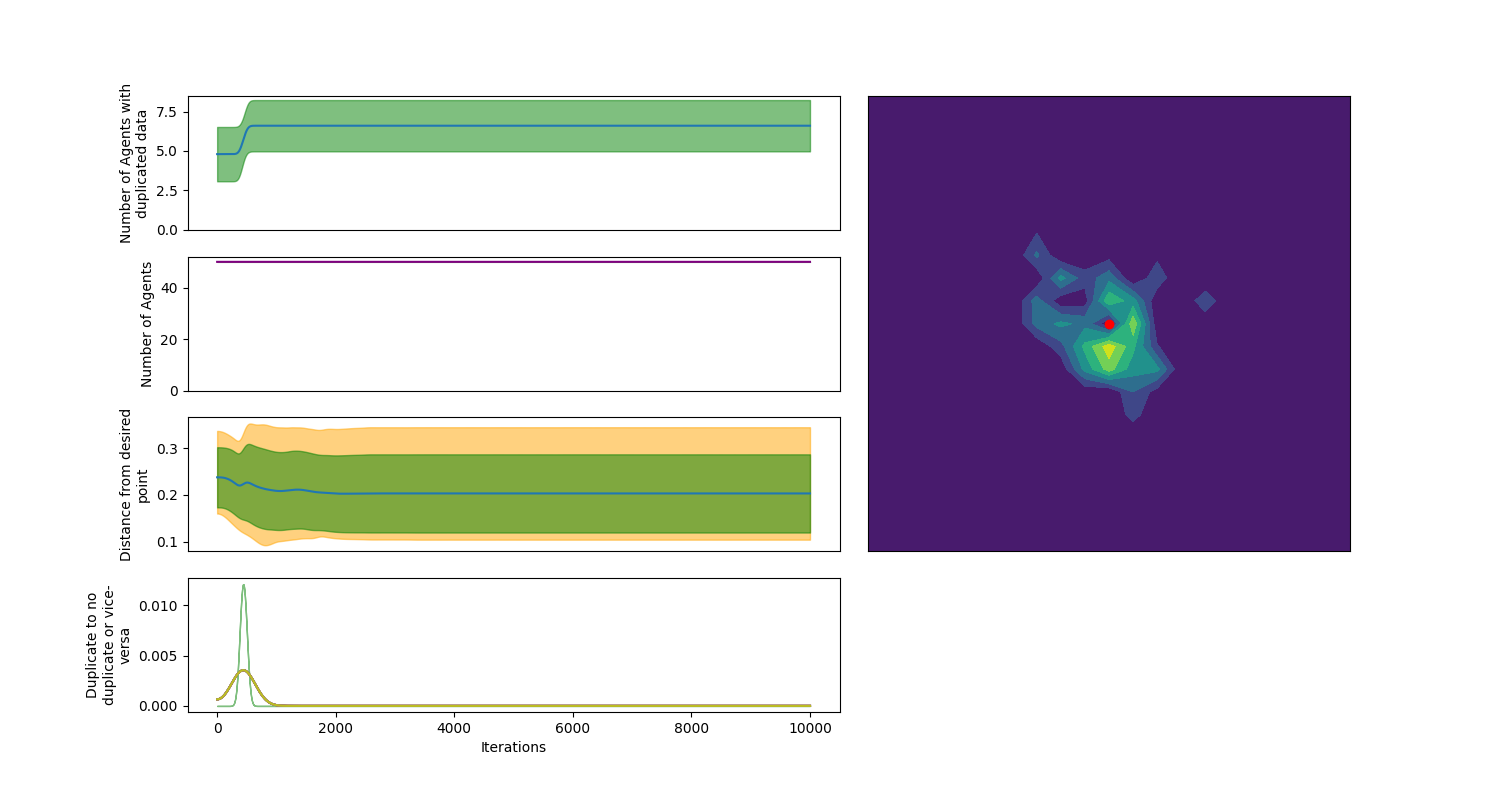 Number of Agents with
duplicated data
7.5
5.0
2.5
0.0
Number of Agents
40
20
0
Distance from desired
point
0.3
0.2
0.1
Duplicate to no
duplicate or vice-
versa
0.010
0.005
0.000
0 2000 4000 6000 8000 10000
Iterations